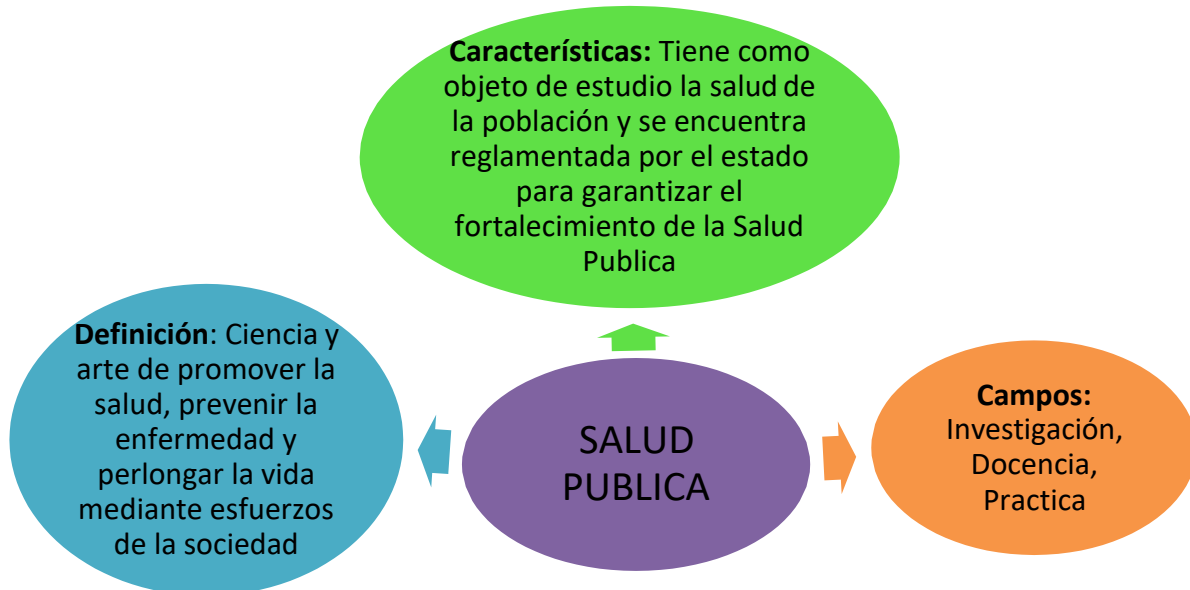 Características: Tiene como
objeto de estudio la salud de
la población y se encuentra
reglamentada por el estado
para garantizar el
fortalecimiento de la Salud
Publica
Definición: Ciencia y
arte de promover la
salud, prevenir la
enfermedad y
perlongar la vida
mediante esfuerzos
de la sociedad
SALUD
PUBLICA
Campos:
Investigación,
Docencia,
Practica